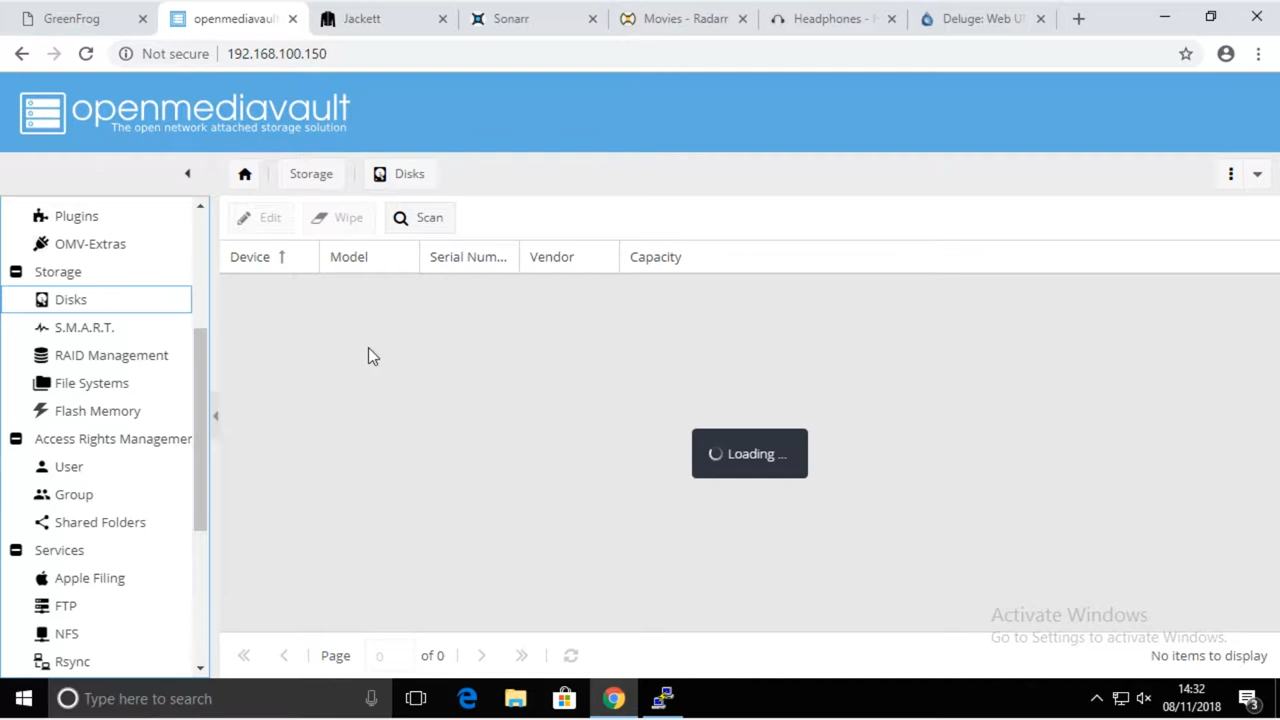 GreenFrog
openmediavault
Jackett
Sonarr
Movies - Radarr
Headphones -
Deluge: Web
Not secure
192.168.100.150
openmediavault
The open network attached storage solution
Storage
Disks
Plugins
OMV-Extras
Storage
Disks
S.M.A.R.T.
RAID Management
File Systems
Flash Memory
Access Rights Managemen
User
Group
Shared Folders
Services
Apple Filing
FTP
NFS
Rsync
Edit
Wipe
Scan
Device
Model
Serial Num...
Vendor
Capacity
Loading ...
Activate Windows
Go to Settings to activate Windows.
Page
0
of 0
No items to display
Type here to search
14:32
08/11/2018
3